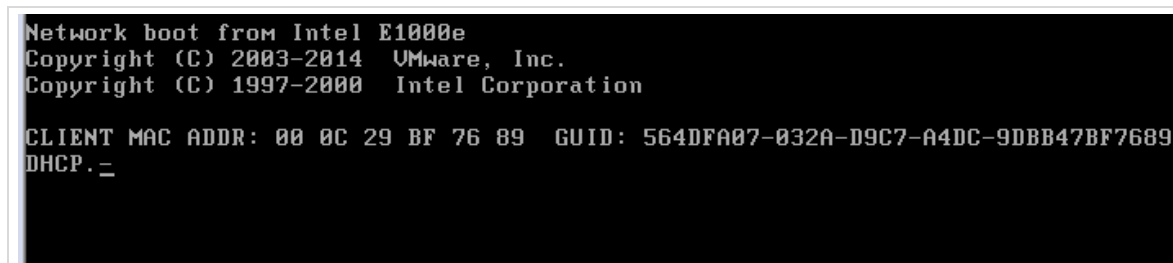 Network boot from Intel E1000e
Copyright (C) 2003-2014  VMware, Inc.
Copyright (C) 1997-2000  Intel Corporation
CLIENT MAC ADDR: 00 0C 29 BF 76 89  GUID: 564DFA07-032A-D9C7-A4DC-9DBB47BF7689
DHCP._